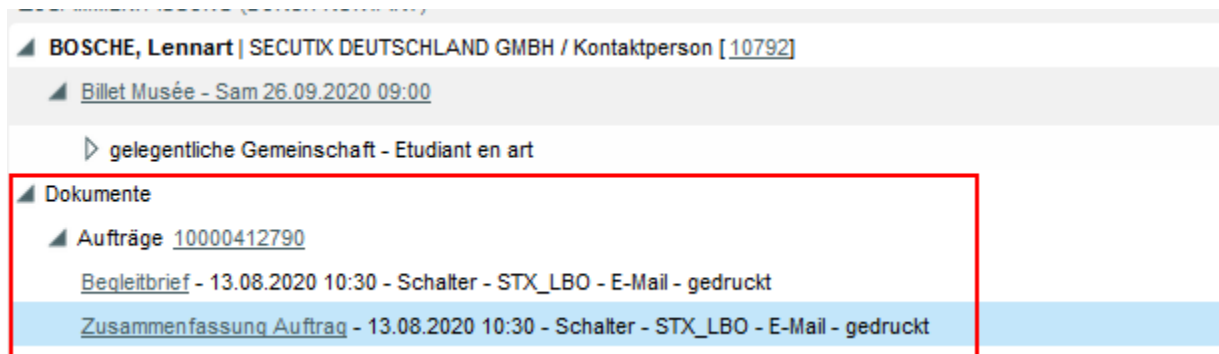 BOSCHE, Lennart | SECUTIX DEUTSCHLAND GMBH / Kontaktperson [ 10792]
Billet Musée - Sam 26.09.2020 09:00
gelegentliche Gemeinschaft - Etudiant en art
Dokumente
Aufträge 10000412790
Begleitbrief - 13.08.2020 10:30 - Schalter - STX_LBO - E-Mail - gedruckt
Zusammenfassung Auftrag - 13.08.2020 10:30 - Schalter - STX_LBO - E-Mail - gedruckt